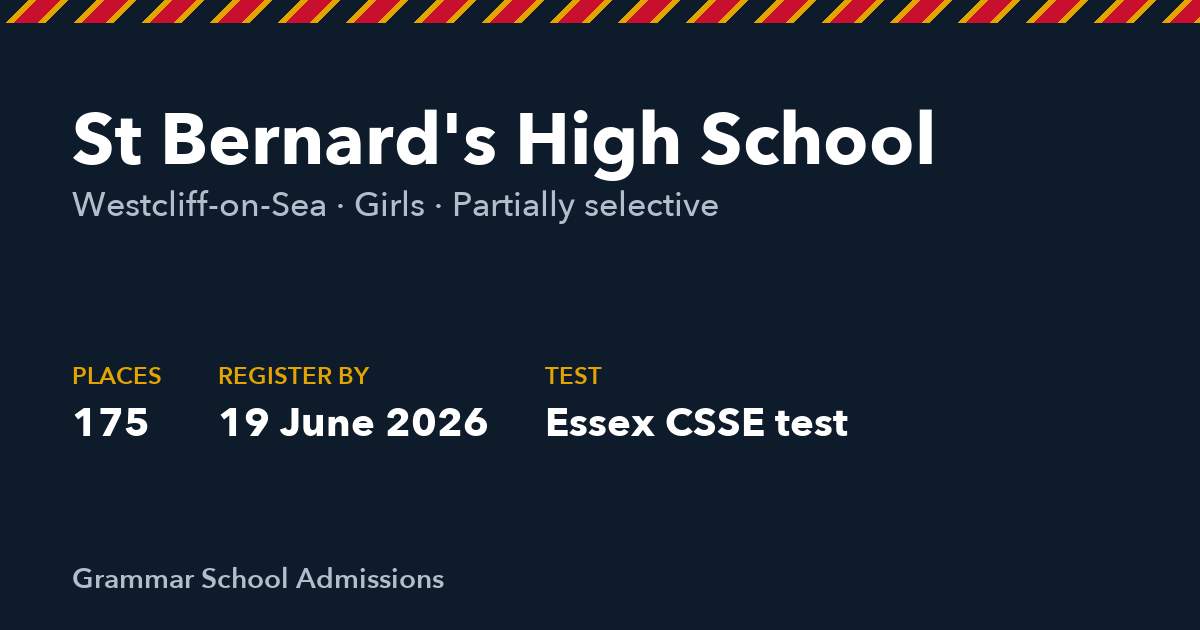 St Bernard's High School
Westcliff-on-Sea · Girls · Partially selective
PLACES
175
REGISTER BY
19 June 2026
TEST
Essex CSSE test
Grammar School Admissions